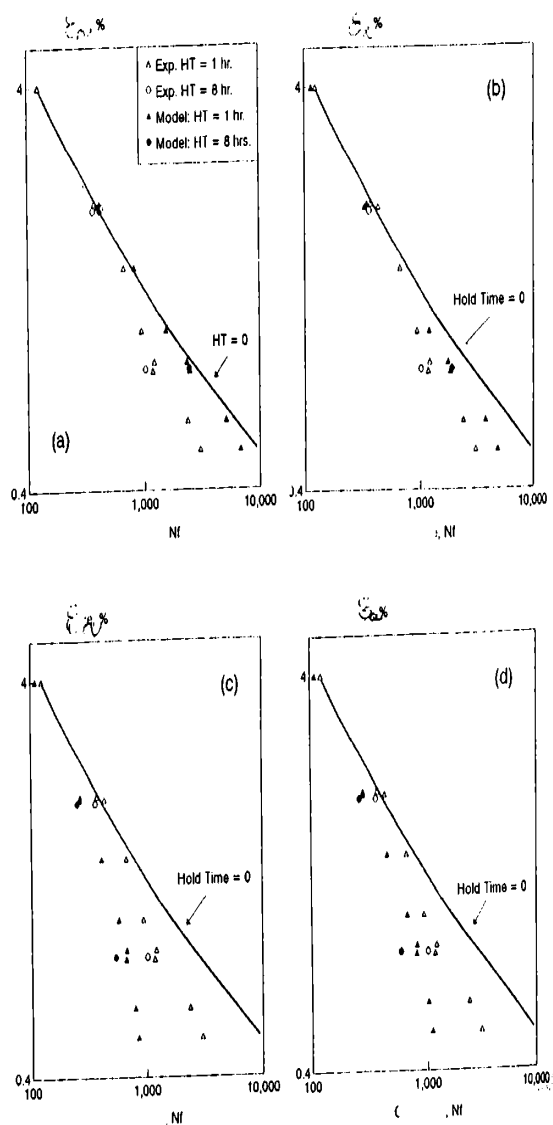 %
%
4
△ Exp. HT = 1 hr.
○ Exp. HT = 8 hr.
▲ Model: HT = 1 hr.
● Model: HT = 8 hrs.
HT = 0
(a)
0.4
100
1,000
10,000
Nf
4
(b)
Hold Time = 0
0.4
100
1,000
10,000
, Nf
%
%
4
(c)
Hold Time = 0
0.4
100
1,000
10,000
, Nf
4
(d)
Hold Time = 0
0.4
100
1,000
10,000
, Nf